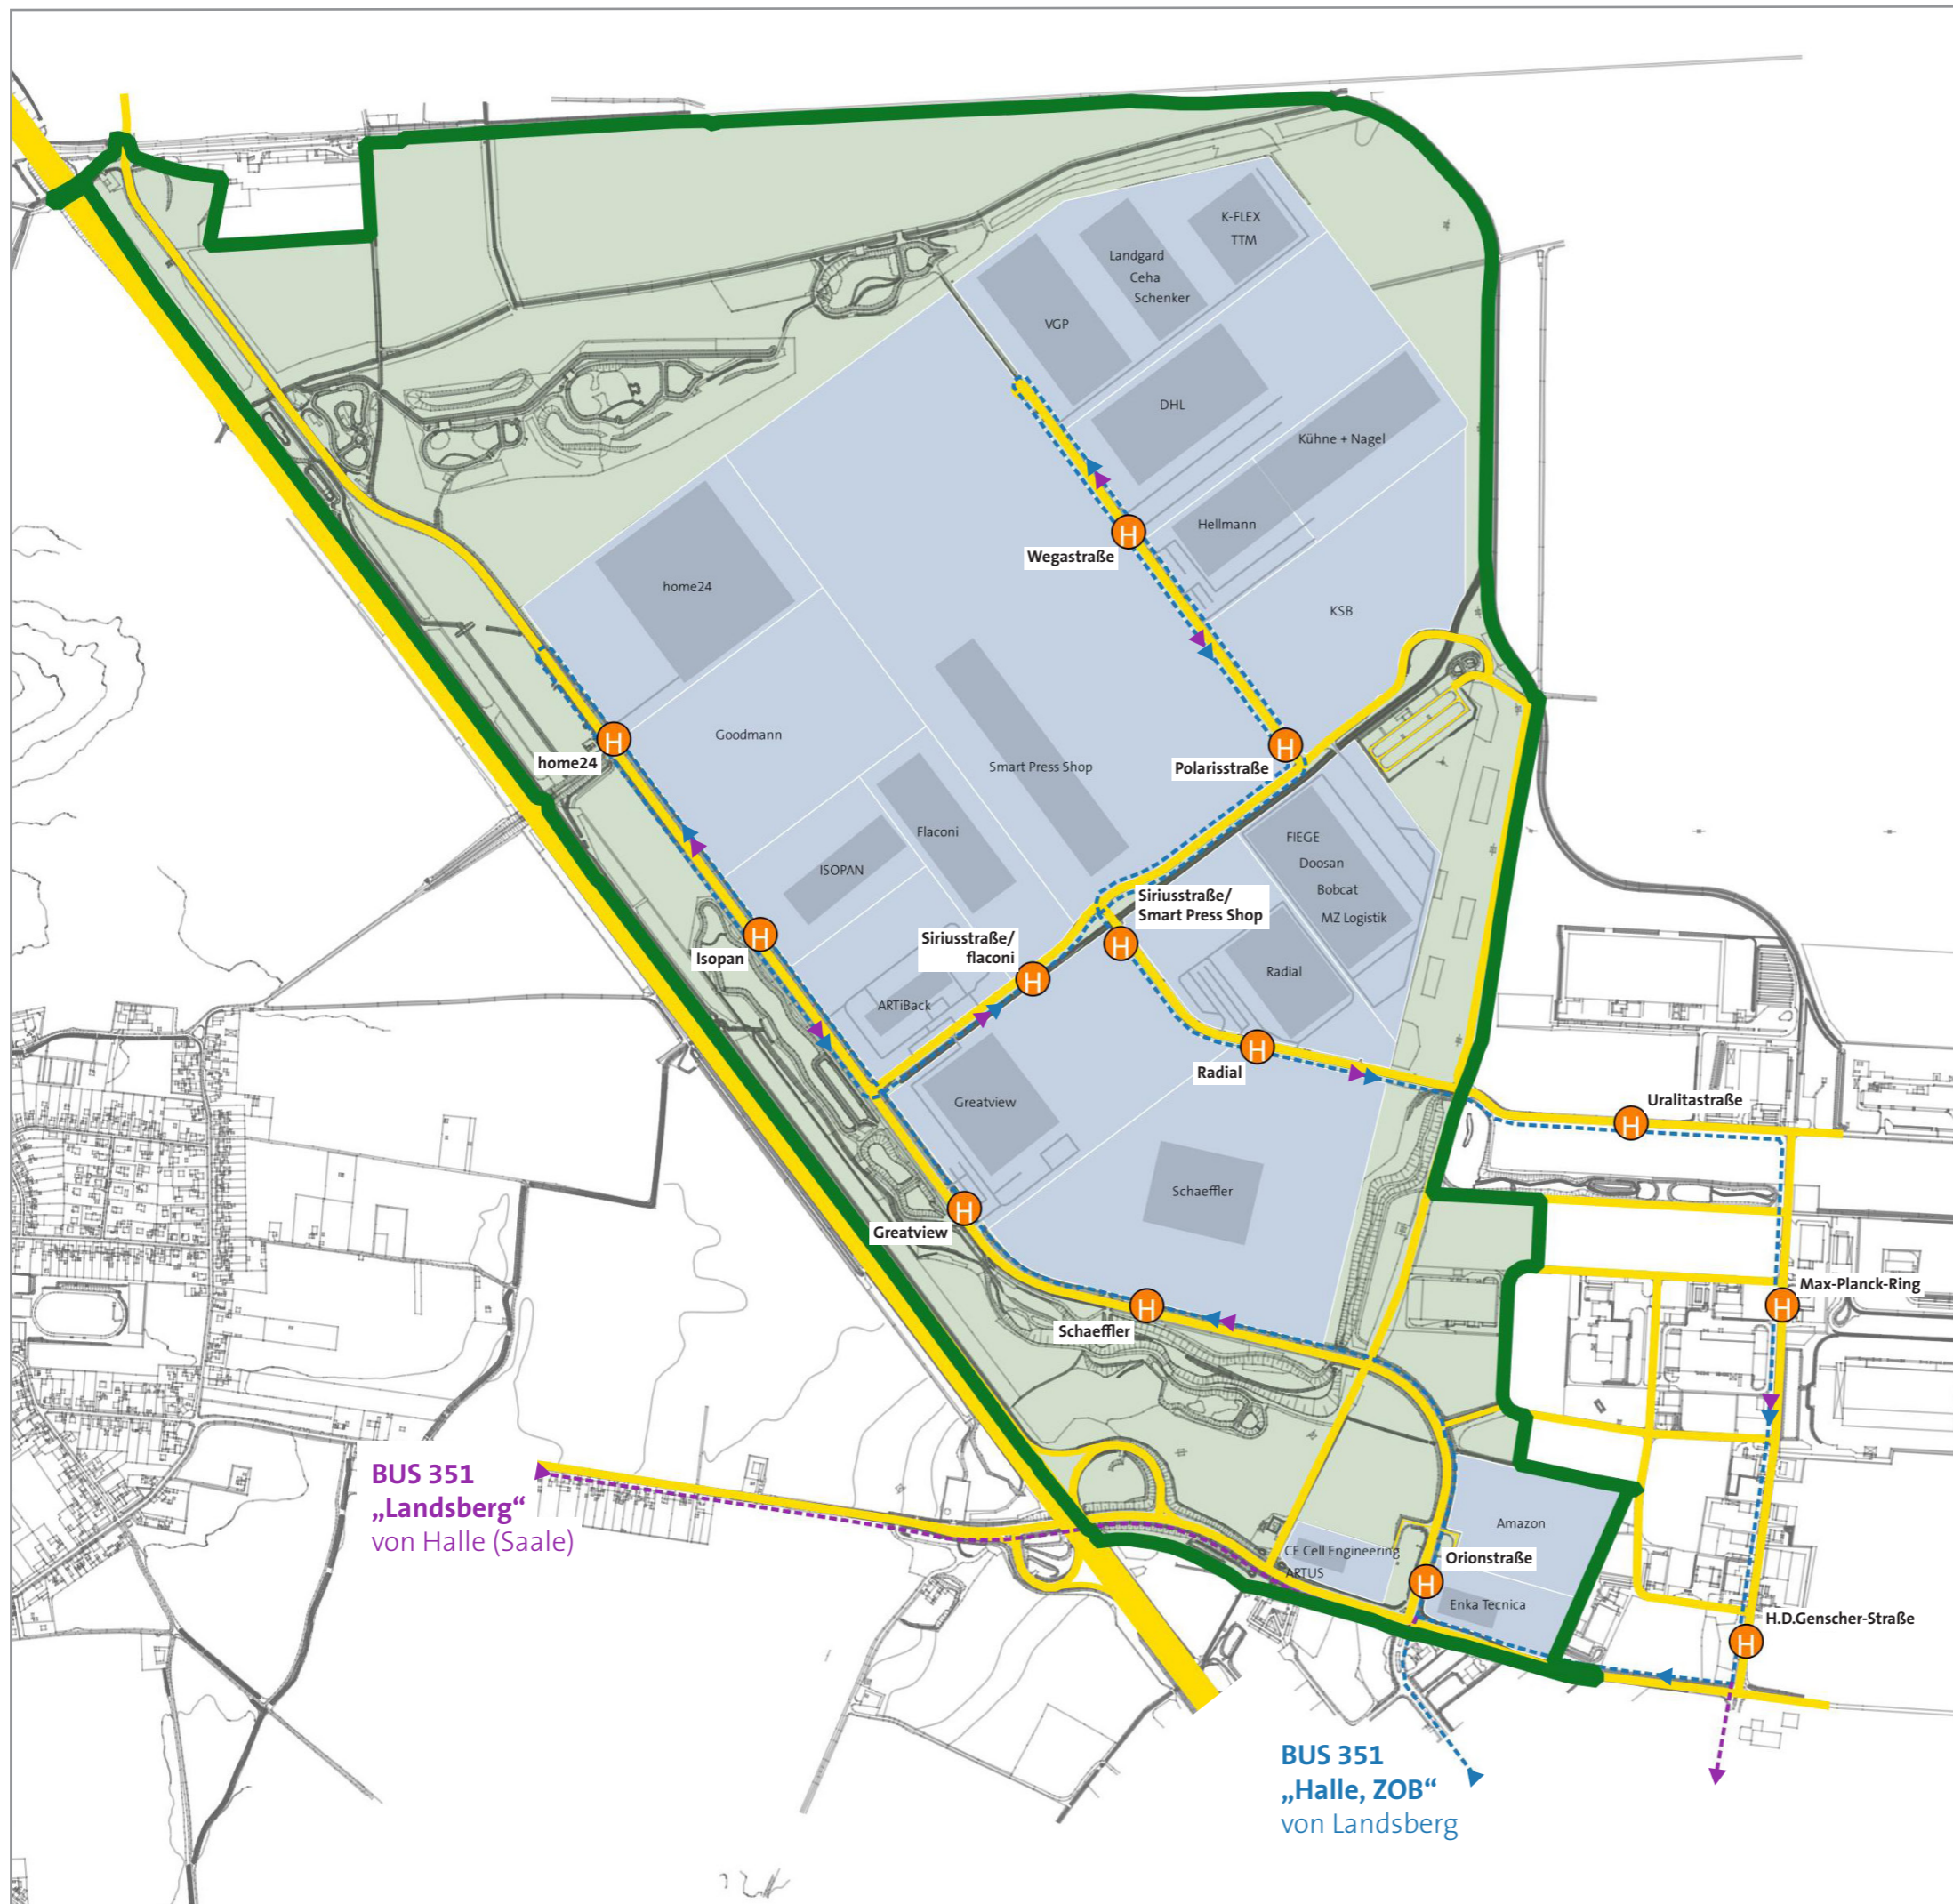 K-FLEX
TTM
Landgard
Ceha
Schenker
VGP
DHL
Kühne + Nagel
Hellmann
H
Wegastraße
home24
KSB
H
home24
Goodmann
H
Polarisstraße
Smart Press Shop
Flaconi
ISOPAN
FIEGE
Doosan
Bobcat
MZ Logistik
H
Isopan
Siriusstraße/
flaconi
H
Siriusstraße/
Smart Press Shop
H
Radial
ARTiBack
H
Radial
Greatview
H
Uralitastraße
Schaeffler
H
Greatview
H
Schaeffler
H
Max-Planck-Ring
BUS 351
„Landsberg“
von Halle (Saale)
Amazon
CE Cell Engineering
ARTUS
Orionstraße
H
Enka Tecnica
H.D.Genscher-Straße
H
BUS 351
„Halle, ZOB“
von Landsberg